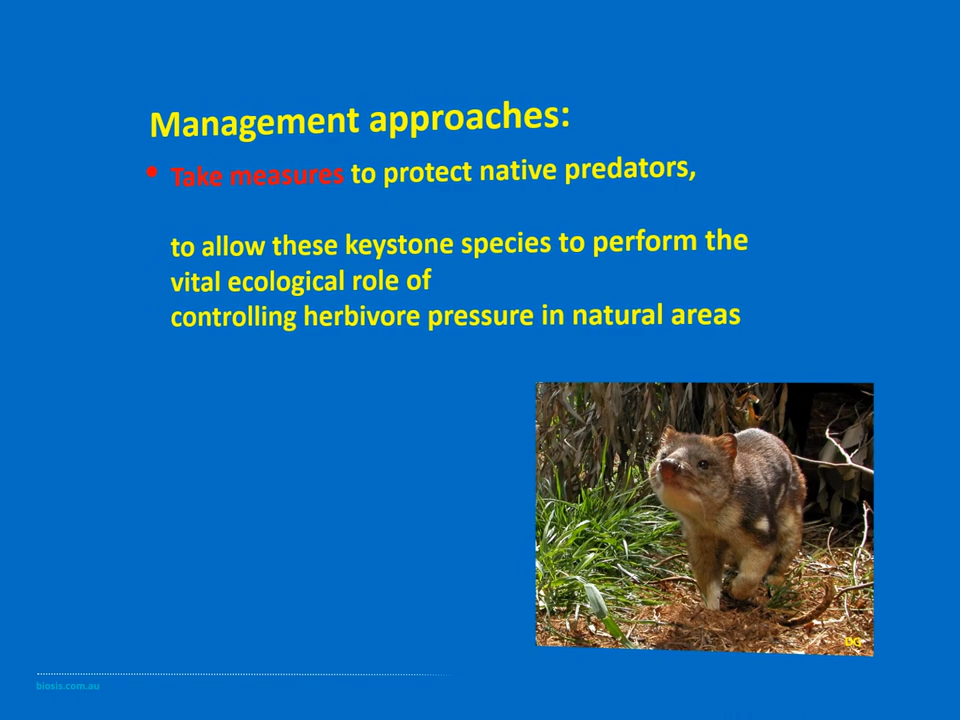 Management approaches:
• Take measures to protect native predators,
to allow these keystone species to perform the
vital ecological role of
controlling herbivore pressure in natural areas
biosis.com.au